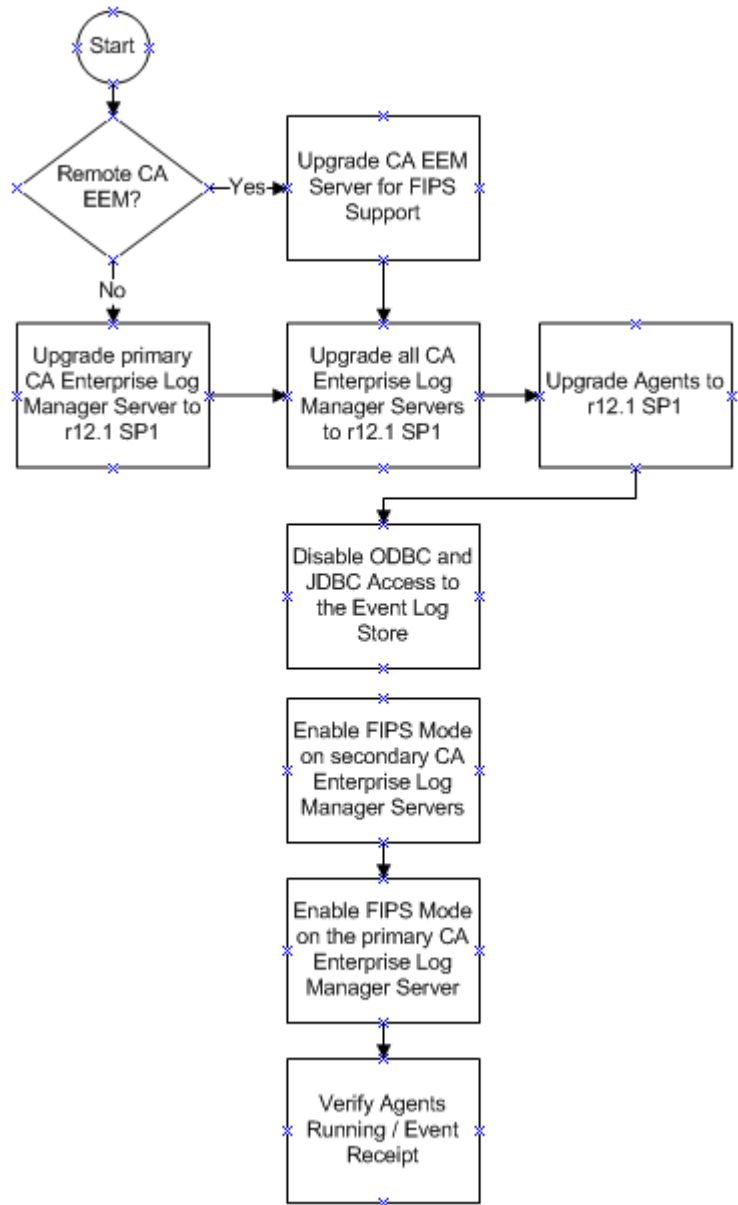 Start
Remote CA
EEM?
Yes
Upgrade CA EEM
Server for FIPS
Support
No
Upgrade primary
CA Enterprise Log
Manager Server to
r12.1 SP1
Upgrade all CA
Enterprise Log
Manager Servers
to r12.1 SP1
Upgrade Agents to
r12.1 SP1
Disable ODBC and
JDBC Access to
the Event Log
Store
Enable FIPS Mode
on secondary CA
Enterprise Log
Manager Servers
Enable FIPS Mode
on the primary CA
Enterprise Log
Manager Server
Verify Agents
Running / Event
Receipt